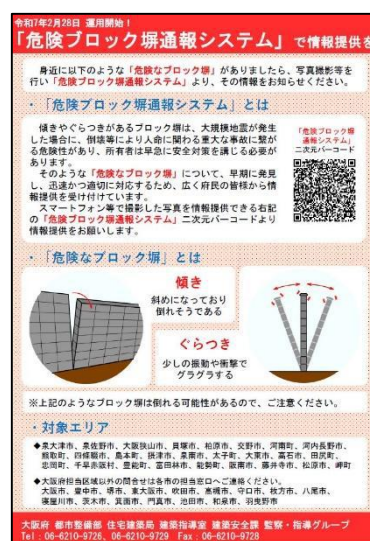 令和7年2月28日 運用開始！
「危険ブロック塀通報システム」で情報提供を
身近に以下のような「危険なブロック塀」がありましたら、写真撮影等を
行い「危険ブロック塀通報システム」より、その情報をお知らせください。
・「危険ブロック塀通報システム」とは
傾きやぐらつきがあるブロック塀は、大規模地震が発生
した場合に、倒壊等により人命に関わる重大な事故に繋が
る危険性があり、所有者は早急に安全対策を講じる必要が
あります。
そのような「危険なブロック塀」について、早期に発見
し、迅速かつ適切に対応するため、広く府民の皆様から情
報提供を受け付けています。
スマートフォン等で撮影した写真を情報提供できる右記
の「危険ブロック塀通報システム」二次元バーコードより
情報提供をお願いします。
「危険ブロック塀
通報システム」
二次元バーコード
・「危険なブロック塀」とは
傾き
斜めになっており
倒れそうである
ぐらつき
少しの振動や衝撃で
グラグラする
※上記のようなブロック塀は倒れる可能性があるので、ご注意ください。
・対象エリア
◆泉大津市、泉佐野市、大阪狭山市、貝塚市、柏原市、交野市、河南町、河内長野市、
熊取町、四條畷市、島本町、摂津市、泉南市、太子町、大東市、高石市、田尻町、
忠岡町、千早赤阪村、豊能町、富田林市、能勢町、阪南市、藤井寺市、松原市、岬町
◆大阪府担当区域以外の問合せは各市の担当窓口へご連絡ください。
大阪市、豊中市、堺市、東大阪市、吹田市、高槻市、守口市、枚方市、八尾市、
寝屋川市、茨木市、箕面市、門真市、池田市、和泉市、羽曳野市
大阪府 都市整備部 住宅建築局 建築指導室 建築安全課 監察・指導グループ
Tel：06-6210-9726、06-6210-9729 Fax：06-6210-9728